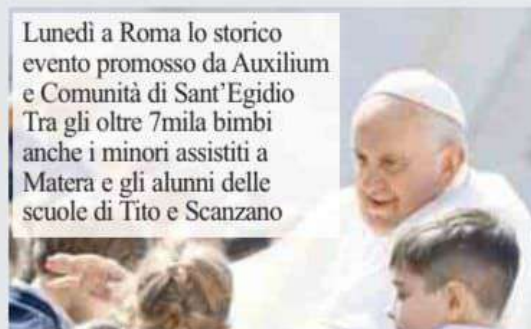 Lunedì a Roma lo storico
evento promosso da Auxilium
e Comunità di Sant'Egidio
Tra gli oltre 7mila bimbi
anche i minori assistiti a
Matera e gli alunni delle
scuole di Tito e Scanzano